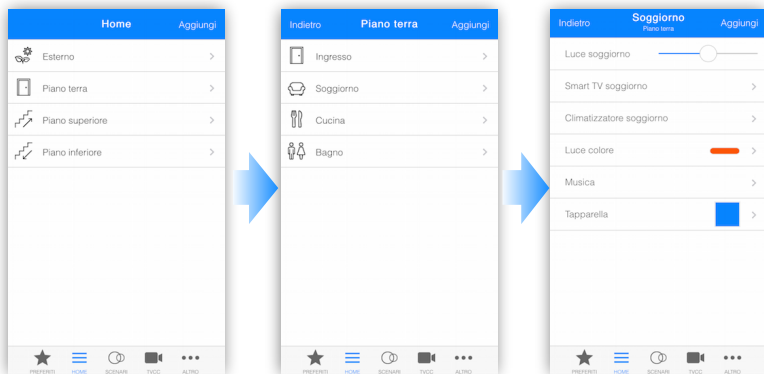 Home Aggiungi
Esterno
Piano terra
Piano superiore
Piano inferiore
PREFERITI HOME SCENARI TVCC ALTRO
Indietro Piano terra Aggiungi
Ingresso
Soggiorno
Cucina
Bagno
PREFERITI HOME SCENARI TVCC ALTRO
Indietro Soggiorno Aggiungi
Piano terra
Luce soggiorno
Smart TV soggiorno
Climatizzatore soggiorno
Luce colore
Musica
Tapparella
PREFERITI HOME SCENARI TVCC ALTRO